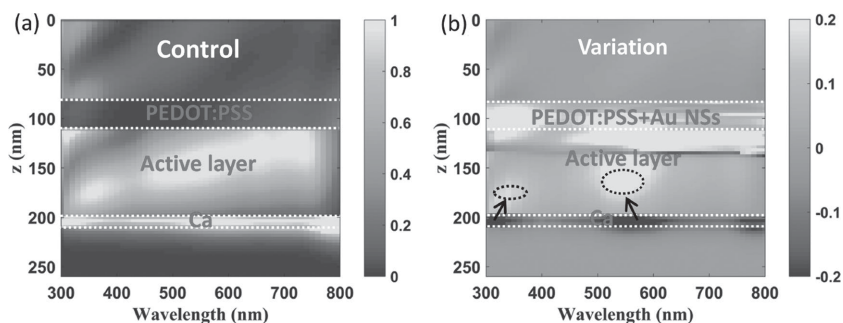 (a)
Control
PEDOT:PSS
Active layer
Ca
0
50
100
150
200
250
z (nm)
300 400 500 600 700 800
Wavelength (nm)
1
0.8
0.6
0.4
0.2
0
(b)
Variation
PEDOT:PSS+Au NSs
Active layer
Ca
0
50
100
150
200
250
z (nm)
300 400 500 600 700 800
Wavelength (nm)
0.2
0.1
0
-0.1
-0.2